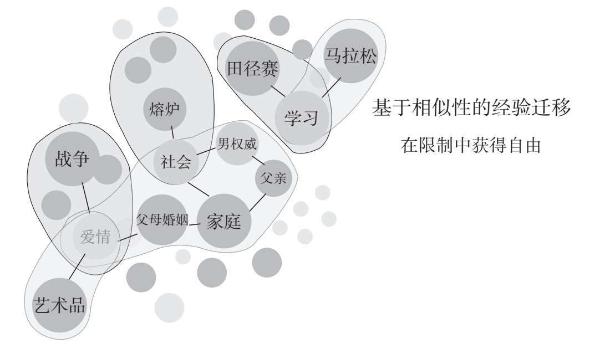 马拉松
田径赛
学习
熔炉
基于相似性的经验迁移
在限制中获得自由
男权威
战争
社会
父亲
父母婚姻
家庭
爱情
艺术品